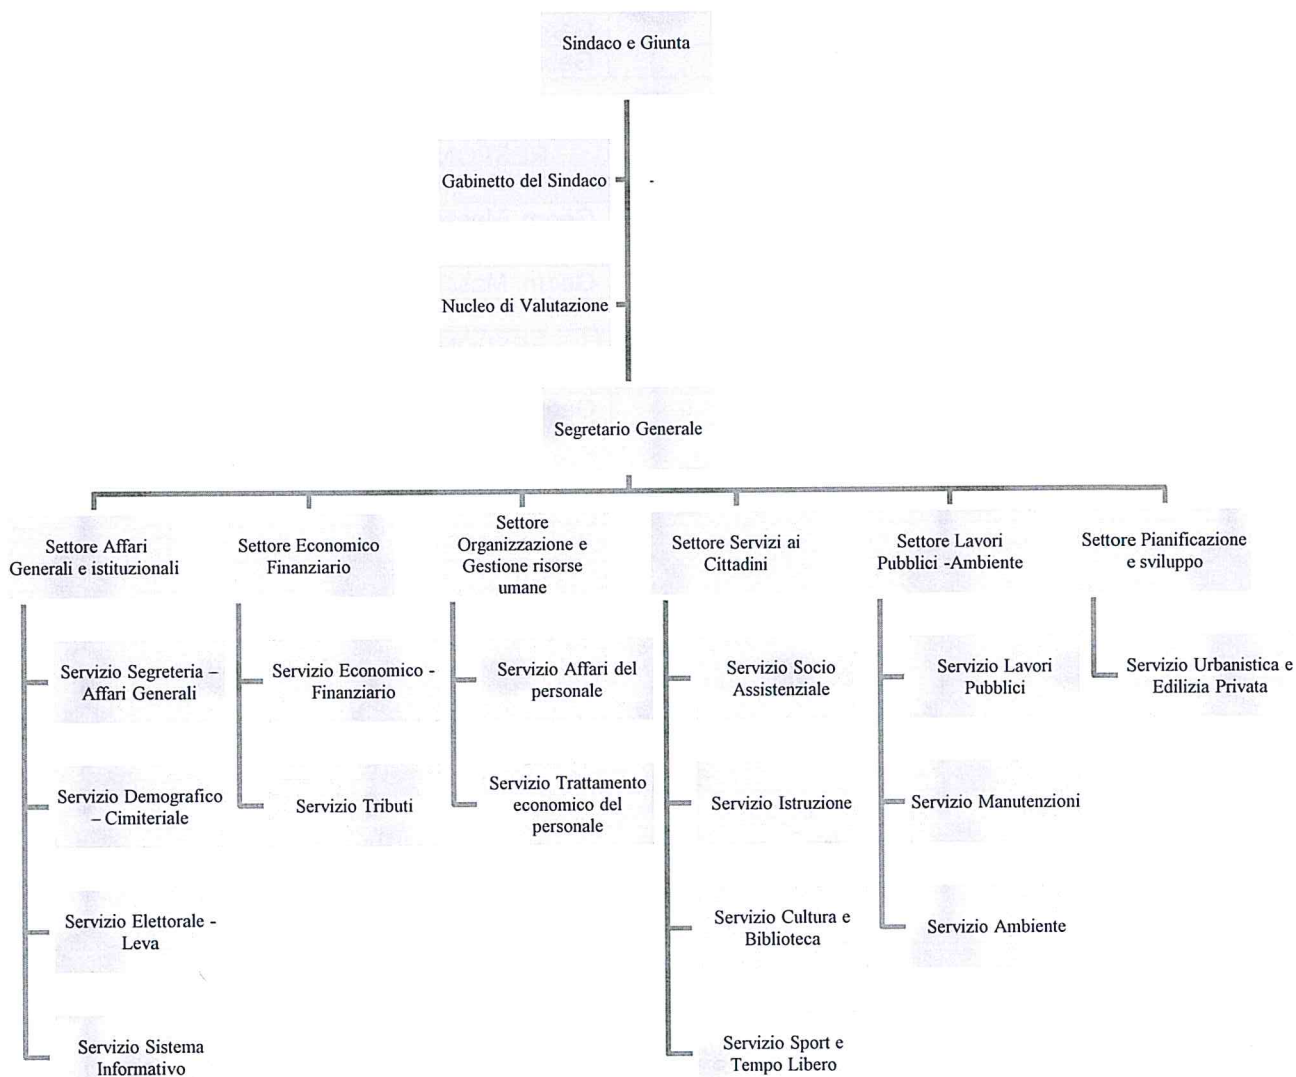 Sindaco e Giunta
Gabinetto del Sindaco
Nucleo di Valutazione
Segretario Generale
Settore Affari
Generali e istituzionali
Settore Economico
Finanziario
Settore
Organizzazione e
Gestione risorse
umane
Settore Servizi ai
Cittadini
Settore Lavori
Pubblici -Ambiente
Settore Pianificazione
e sviluppo
Servizio Segreteria –
Affari Generali
Servizio Demografico
– Cimiteriale
Servizio Elettorale -
Leva
Servizio Sistema
Informativo
Servizio Economico -
Finanziario
Servizio Tributi
Servizio Affari del
personale
Servizio Trattamento
economico del
personale
Servizio Socio
Assistenziale
Servizio Istruzione
Servizio Cultura e
Biblioteca
Servizio Sport e
Tempo Libero
Servizio Lavori
Pubblici
Servizio Manutenzioni
Servizio Ambiente
Servizio Urbanistica e
Edilizia Privata